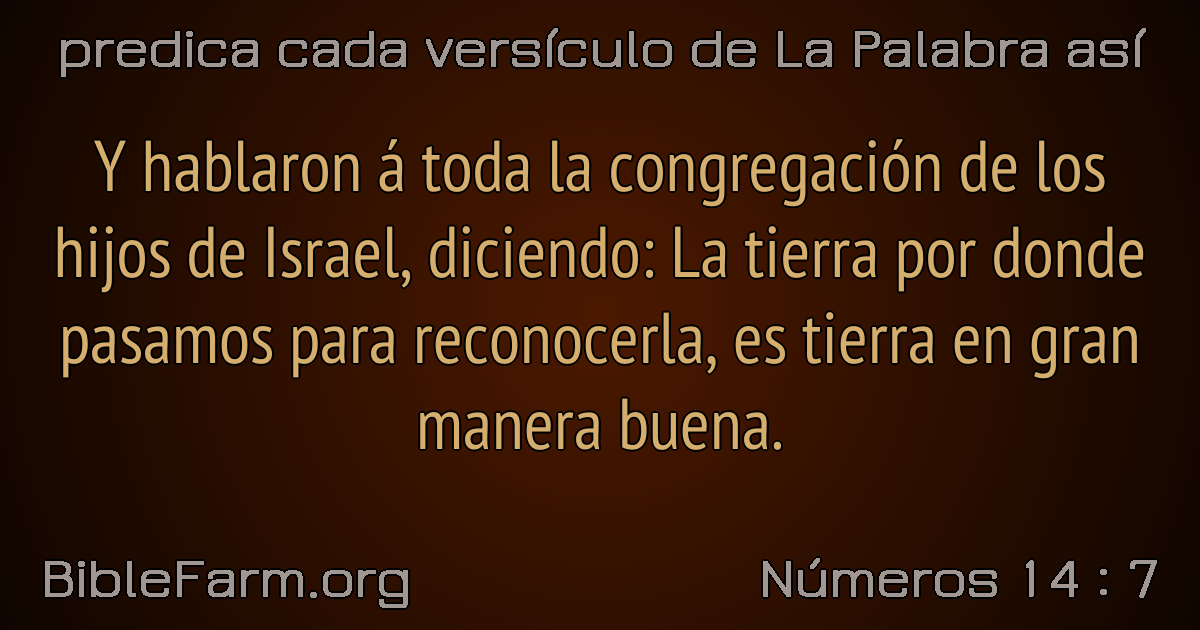 predica cada versículo de La Palabra así
Y hablaron á toda la congregación de los
hijos de Israel, diciendo: La tierra por donde
pasamos para reconocerla, es tierra en gran
manera buena.
BibleFarm.org
Números 14 : 7